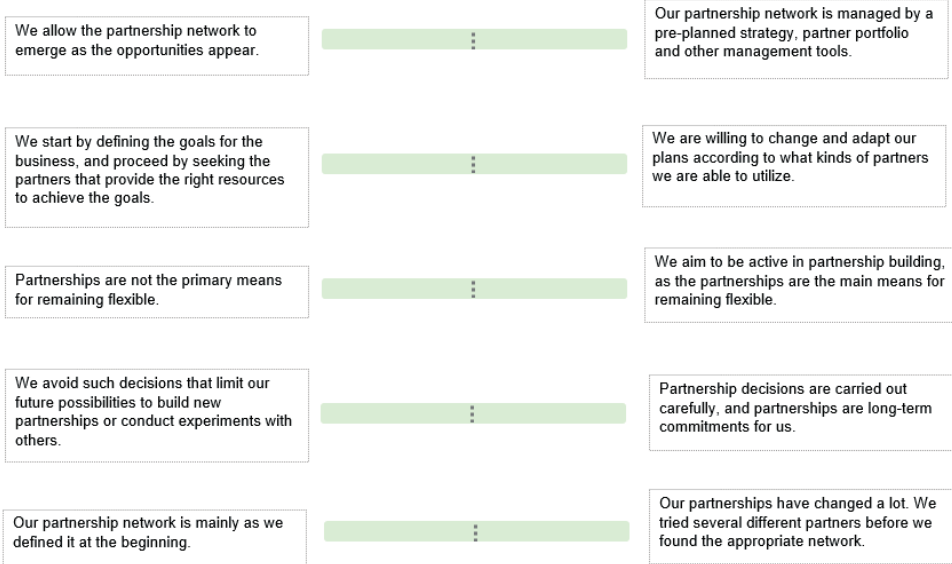 We allow the partnership network to
emerge as the opportunities appear.
Our partnership network is managed by a
pre-planned strategy, partner portfolio
and other management tools.
We start by defining the goals for the
business, and proceed by seeking the
partners that provide the right resources
to achieve the goals.
We are willing to change and adapt our
plans according to what kinds of partners
we are able to utilize.
Partnerships are not the primary means
for remaining flexible.
We aim to be active in partnership building,
as the partnerships are the main means for
remaining flexible.
We avoid such decisions that limit our
future possibilities to build new
partnerships or conduct experiments with
others.
Partnership decisions are carried out
carefully, and partnerships are long-term
commitments for us.
Our partnership network is mainly as we
defined it at the beginning.
Our partnerships have changed a lot. We
tried several different partners before we
found the appropriate network.